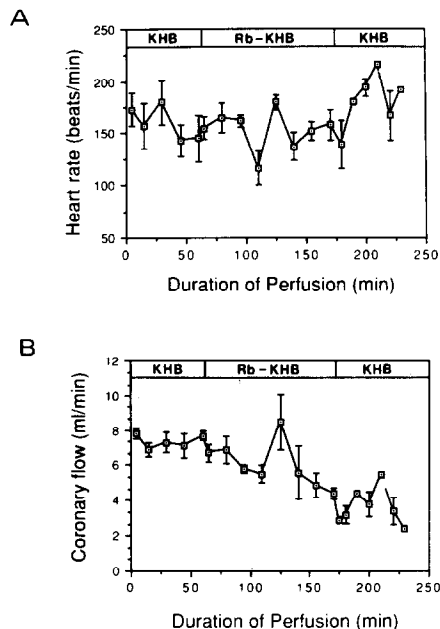 A
KHB Rb-KHB KHB
Heart rate (beats/min)
250
200
150
100
50
0 50 100 150 200 250
Duration of Perfusion (min)
B
KHB Rb-KHB KHB
Coronary flow (ml/min)
12
10
8
6
4
2
0
0 50 100 150 200 250
Duration of Perfusion (min)